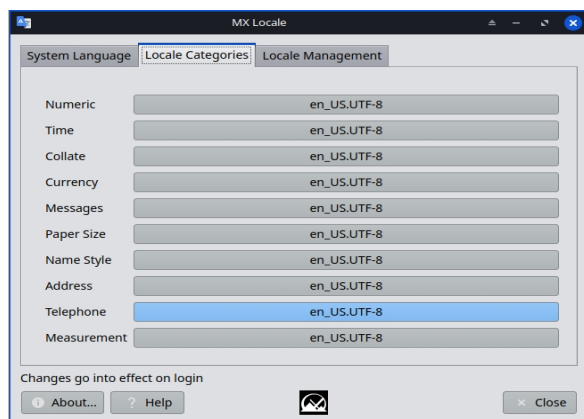 MX Locale
System Language Locale Categories Locale Management
Numeric en_US.UTF-8
Time en_US.UTF-8
Collate en_US.UTF-8
Currency en_US.UTF-8
Messages en_US.UTF-8
Paper Size en_US.UTF-8
Name Style en_US.UTF-8
Address en_US.UTF-8
Telephone en_US.UTF-8
Measurement en_US.UTF-8
Changes go into effect on login
About... ? Help Close